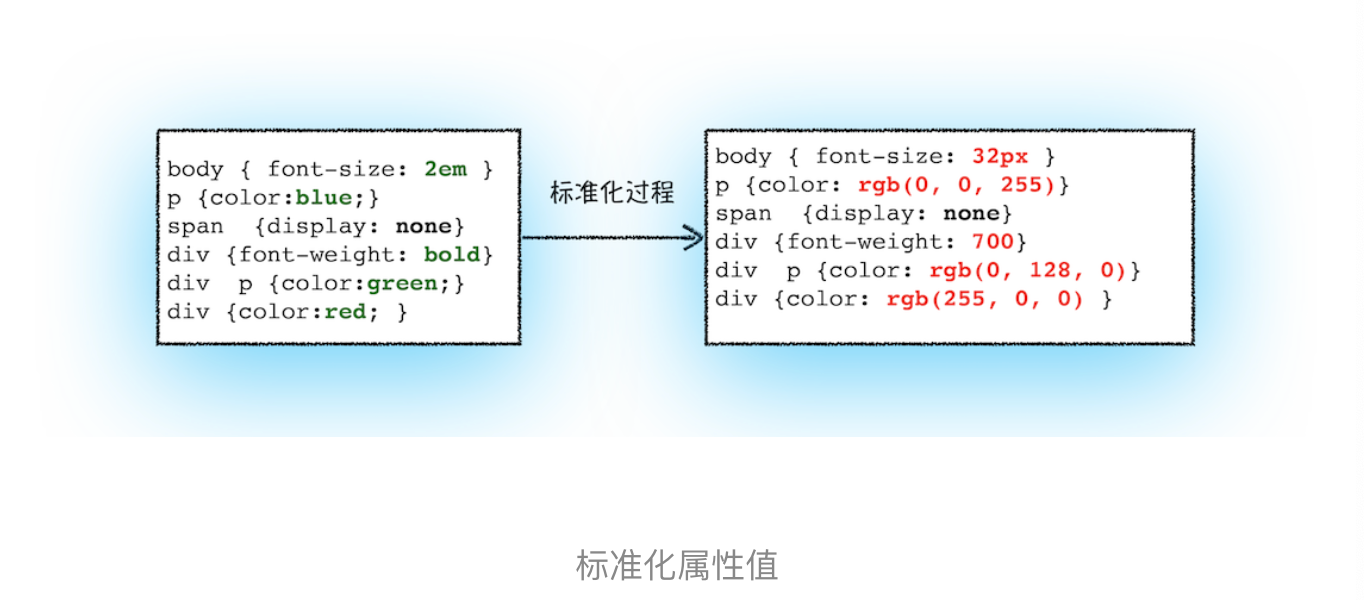 body { font-size: 2em }
p {color:blue;}
span  {display: none}
div {font-weight: bold}
div  p {color:green;}
div {color:red; }
标准化过程
body { font-size: 32px }
p {color: rgb(0, 0, 255)}
span  {display: none}
div {font-weight: 700}
div  p {color: rgb(0, 128, 0)}
div {color: rgb(255, 0, 0) }
标准化属性值